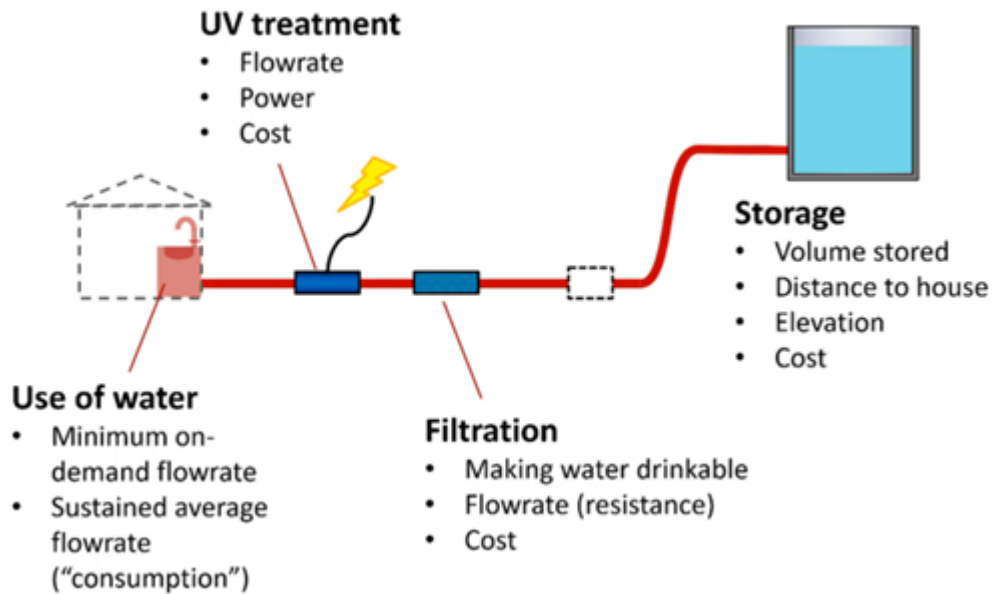 UV treatment
• Flowrate
• Power
• Cost
Storage
• Volume stored
• Distance to house
• Elevation
• Cost
Use of water
• Minimum on-
demand flowrate
• Sustained average
flowrate
(“consumption”)
Filtration
• Making water drinkable
• Flowrate (resistance)
• Cost